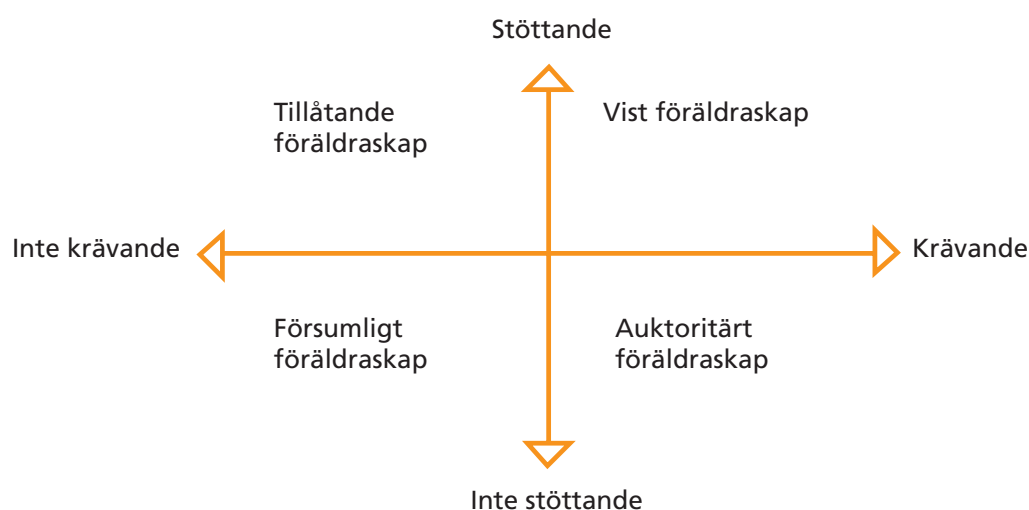 Stöttande
Tillåtande
föräldraskap
Vist föräldraskap
Inte krävande
Krävande
Försumligt
föräldraskap
Auktoritärt
föräldraskap
Inte stöttande